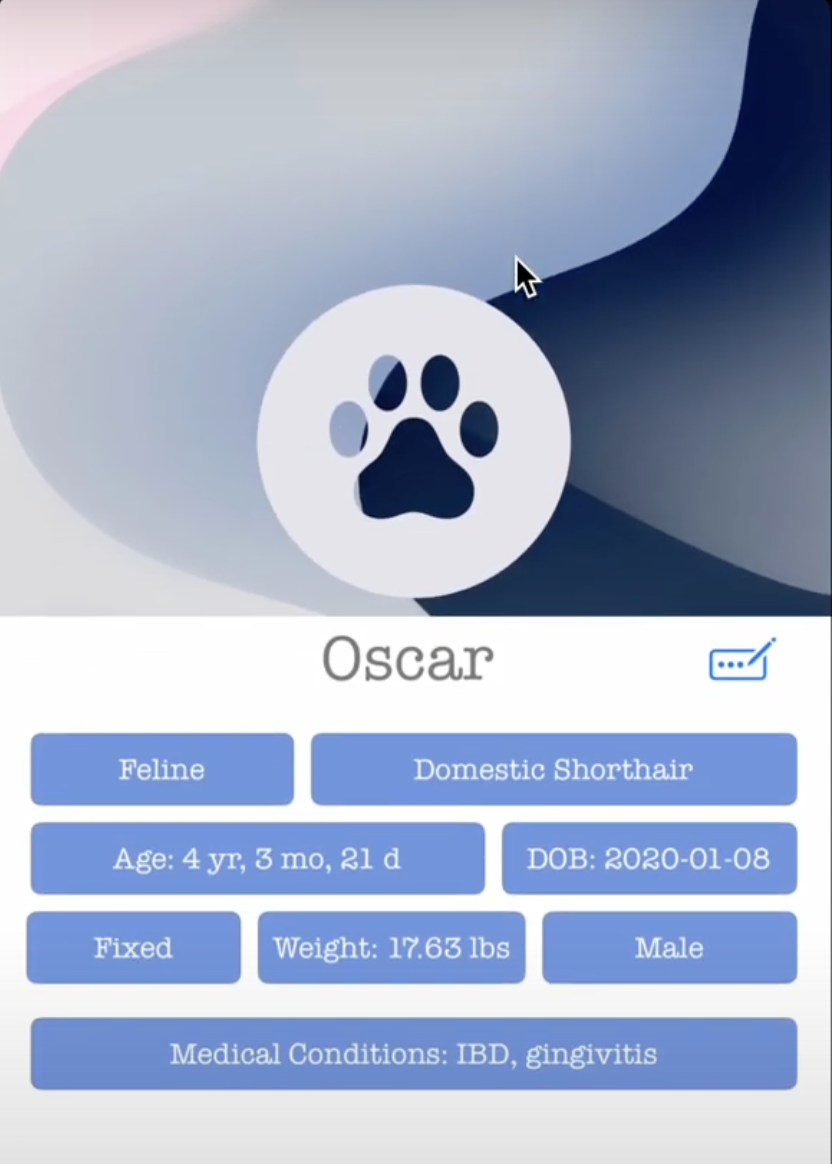 Oscar
Feline Domestic Shorthair
Age: 4 yr, 3 mo, 21 d DOB: 2020-01-08
Fixed Weight: 17.63 lbs Male
Medical Conditions: IBD, gingivitis